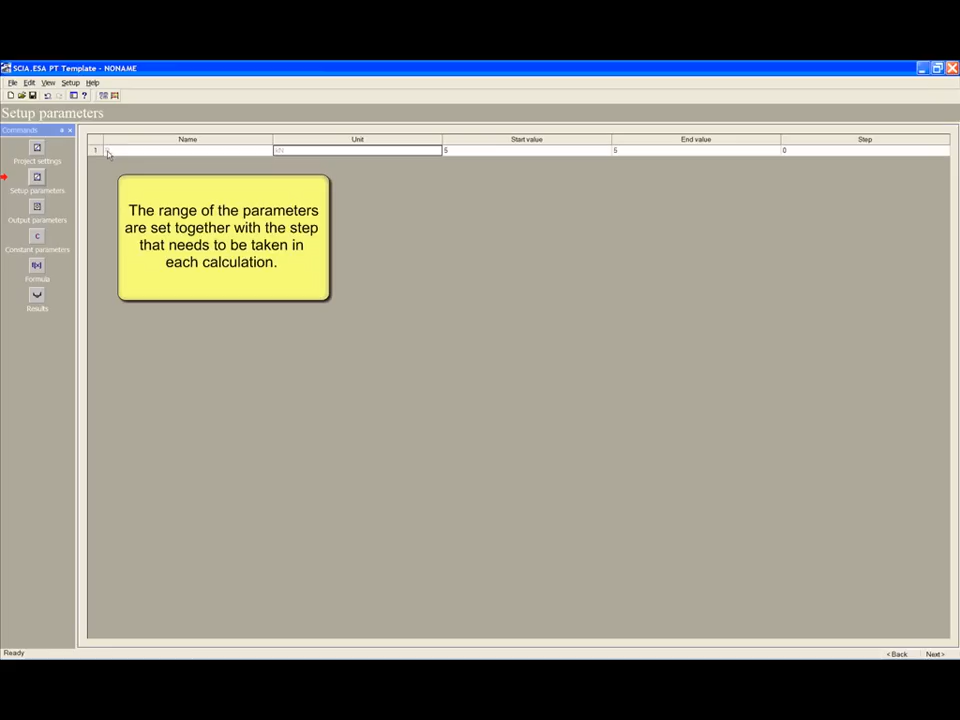 SCIA.ESA PT Template - NONAME
File Edit View Setup Help
Setup parameters
Commands
Project settings
Setup parameters
Output parameters
C
Constant parameters
f(x)
Formula
Results
Name Unit Start value End value Step
1 kN 5 5 0
The range of the parameters
are set together with the step
that needs to be taken in
each calculation.
Ready
<Back Next>